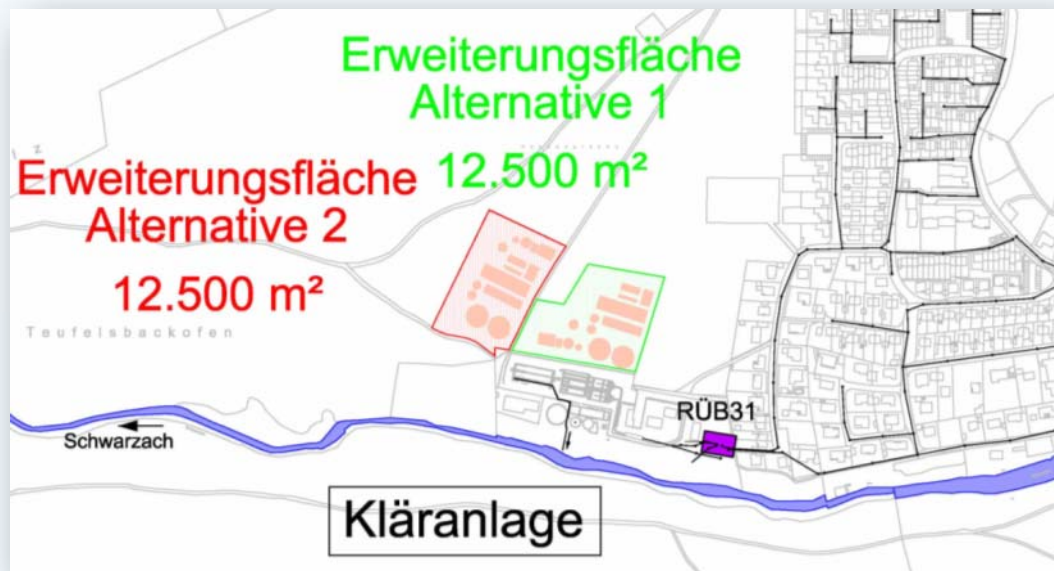 Erweiterungsfläche
Alternative 1
12.500 m²
Erweiterungsfläche
Alternative 2
12.500 m²
Teufelsbackofen
RÜB31
Schwarzach
Kläranlage